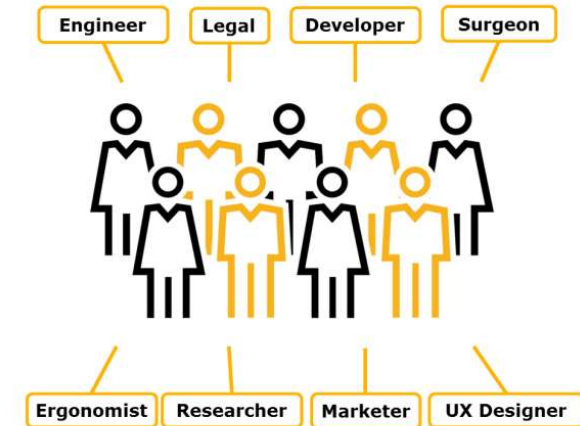 Engineer
Legal
Developer
Surgeon
Ergonomist
Researcher
Marketer
UX Designer